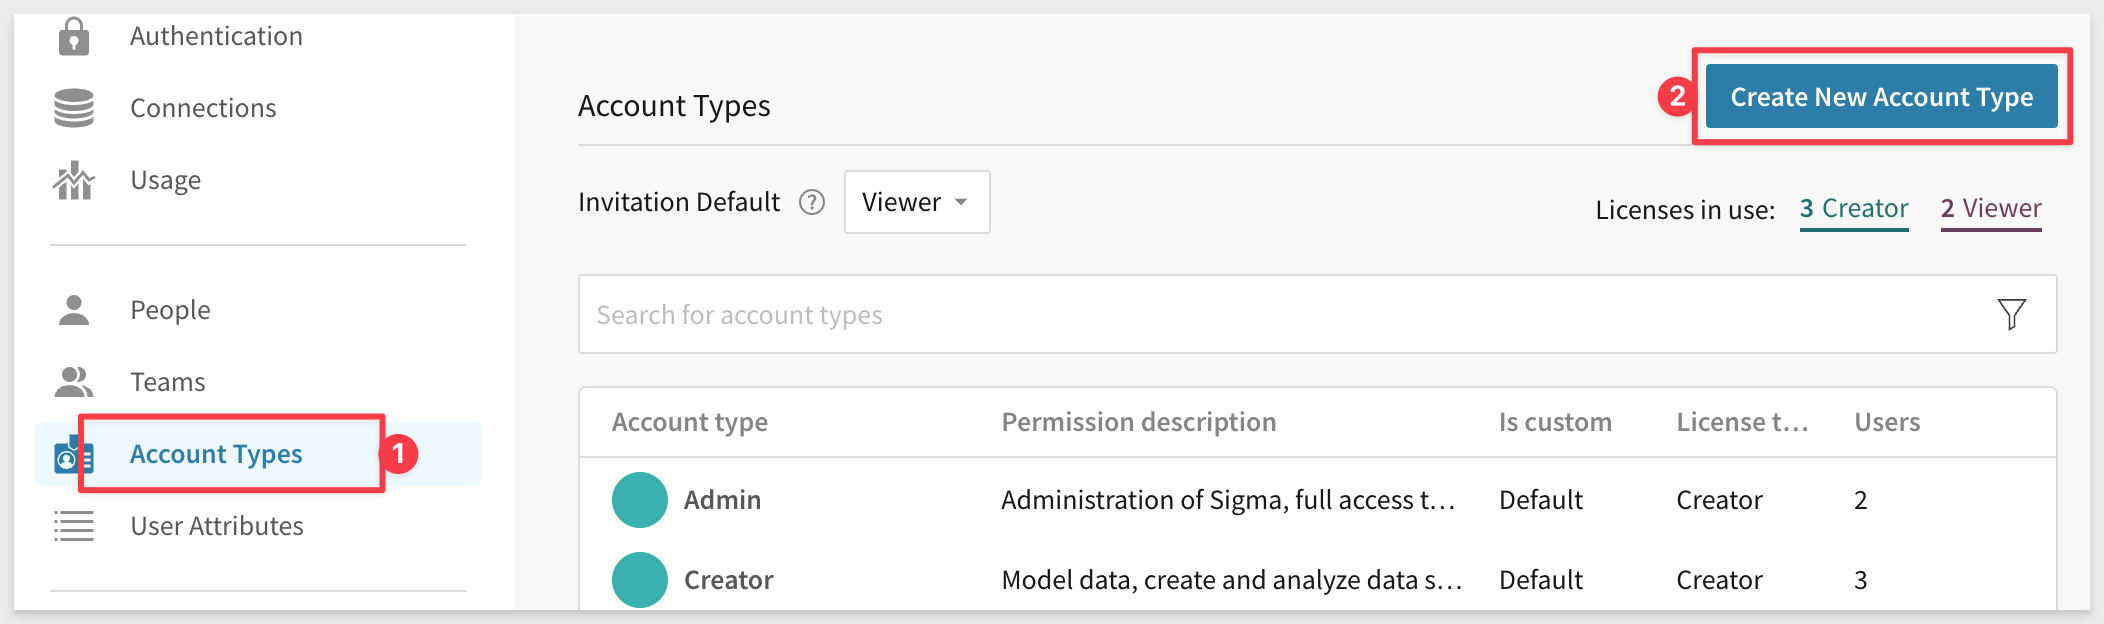 Authentication
Connections
Usage
People
Teams
Account Types 1
User Attributes
Account Types
2 Create New Account Type
Invitation Default ? Viewer
Licenses in use: 3 Creator 2 Viewer
Search for account types
Account type Permission description Is custom License t... Users
Admin Administration of Sigma, full access t... Default Creator 2
Creator Model data, create and analyze data s... Default Creator 3